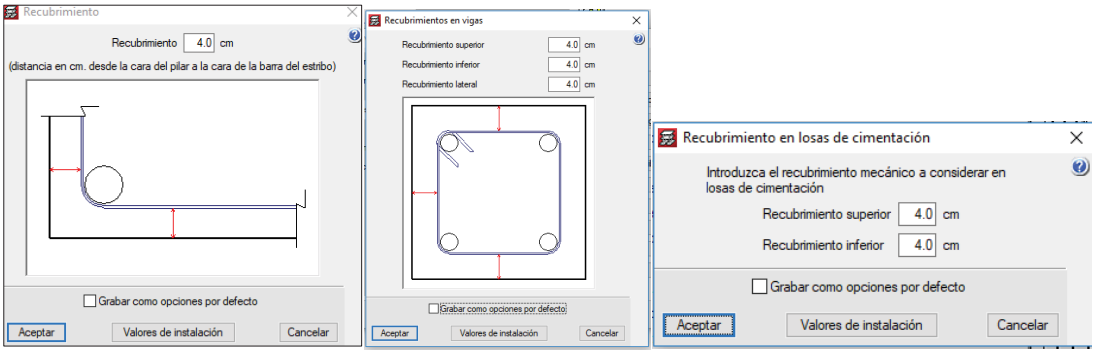 Recubrimiento
Recubrimiento 4.0 cm
(distancia en cm. desde la cara del pilar a la cara de la barra del estribo)
Grabar como opciones por defecto
Aceptar Valores de instalación Cancelar
Recubrimientos en vigas
Recubrimiento superior 4.0 cm
Recubrimiento inferior 4.0 cm
Recubrimiento lateral 4.0 cm
Grabar como opciones por defecto
Aceptar Valores de instalación Cancelar
Recubrimiento en losas de cimentación
Introduzca el recubrimiento mecánico a considerar en
losas de cimentación
Recubrimiento superior 4.0 cm
Recubrimiento inferior 4.0 cm
Grabar como opciones por defecto
Aceptar Valores de instalación Cancelar